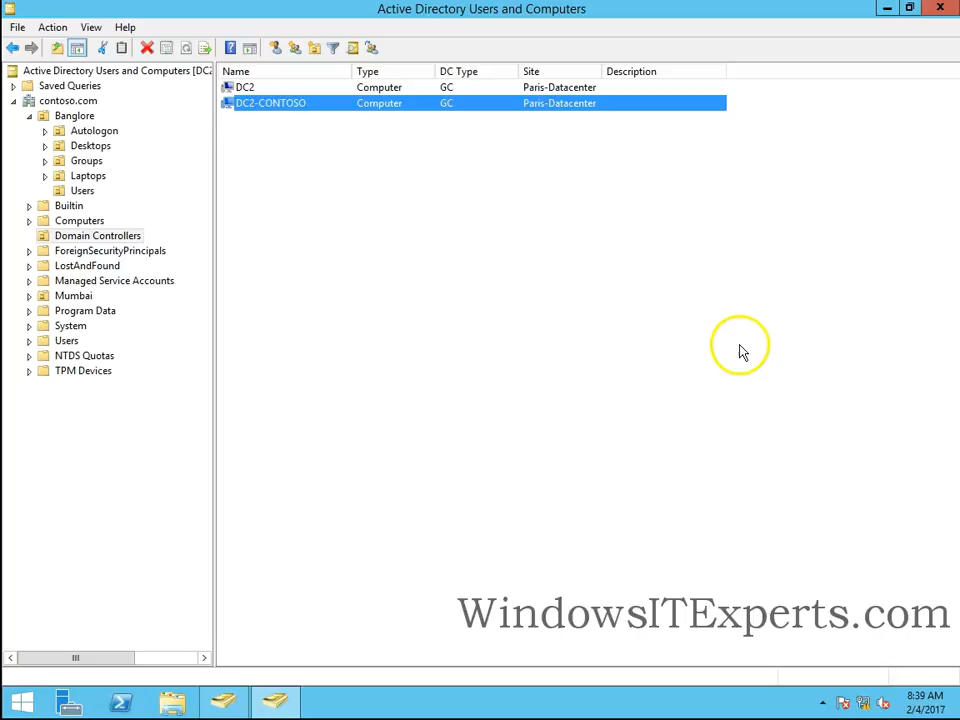 Active Directory Users and Computers
File Action View Help
Active Directory Users and Computers [DC2
Saved Queries
contoso.com
Banglore
Autologon
Desktops
Groups
Laptops
Users
Builtin
Computers
Domain Controllers
ForeignSecurityPrincipals
LostAndFound
Managed Service Accounts
Mumbai
Program Data
System
Users
NTDS Quotas
TPM Devices
Name Type DC Type Site Description
DC2 Computer GC Paris-Datacenter
DC2-CONTOSO Computer GC Paris-Datacenter
WindowsITExperts.com
8:39 AM
2/4/2017